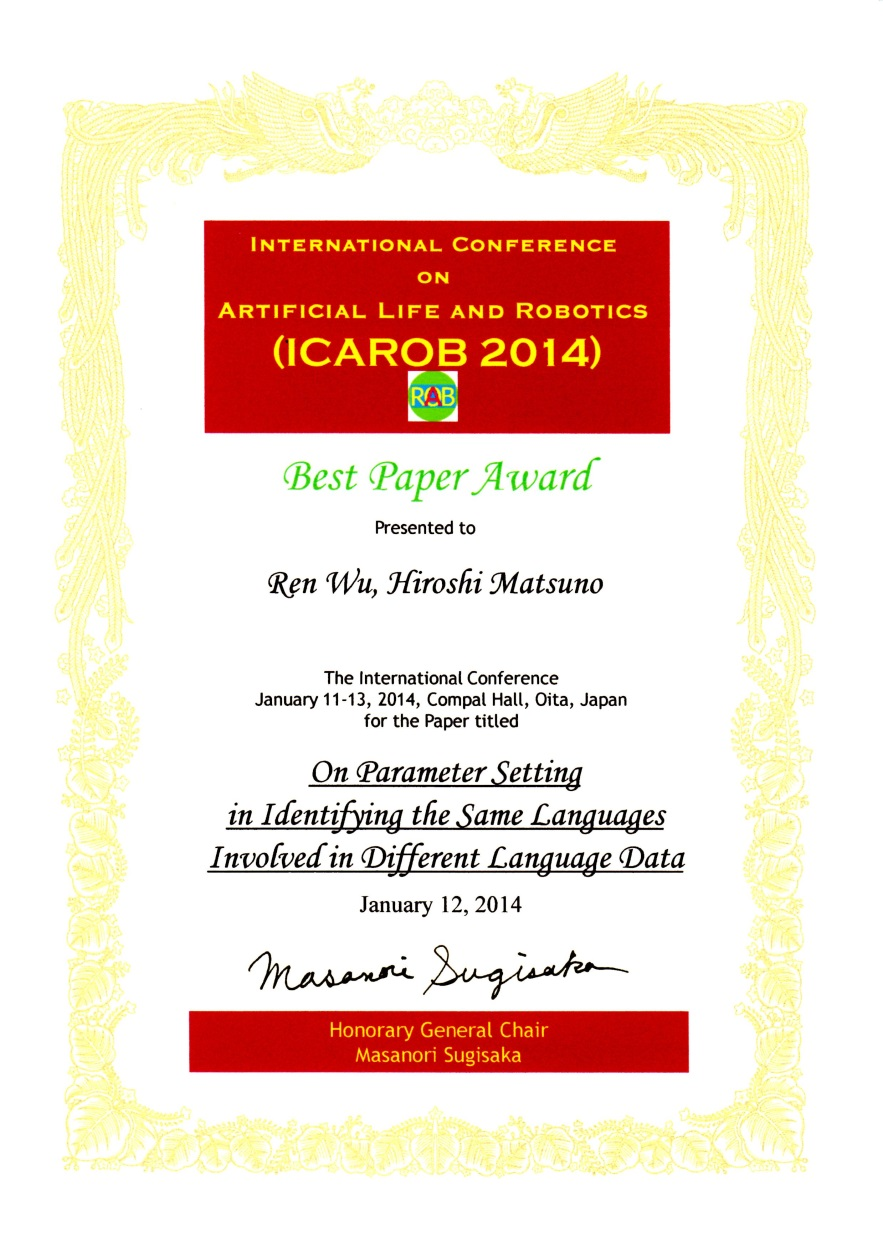 INTERNATIONAL CONFERENCE
ON
ARTIFICIAL LIFE AND ROBOTICS
(ICAROB 2014)
ROB
Best Paper Award
Presented to
Ren Wu, Hiroshi Matsuno
The International Conference
January 11-13, 2014, Compal Hall, Oita, Japan
for the Paper titled
On Parameter Setting
in Identifying the Same Languages
Involved in Different Language Data
January 12, 2014
Masanori Sugisaka
Honorary General Chair
Masanori Sugisaka